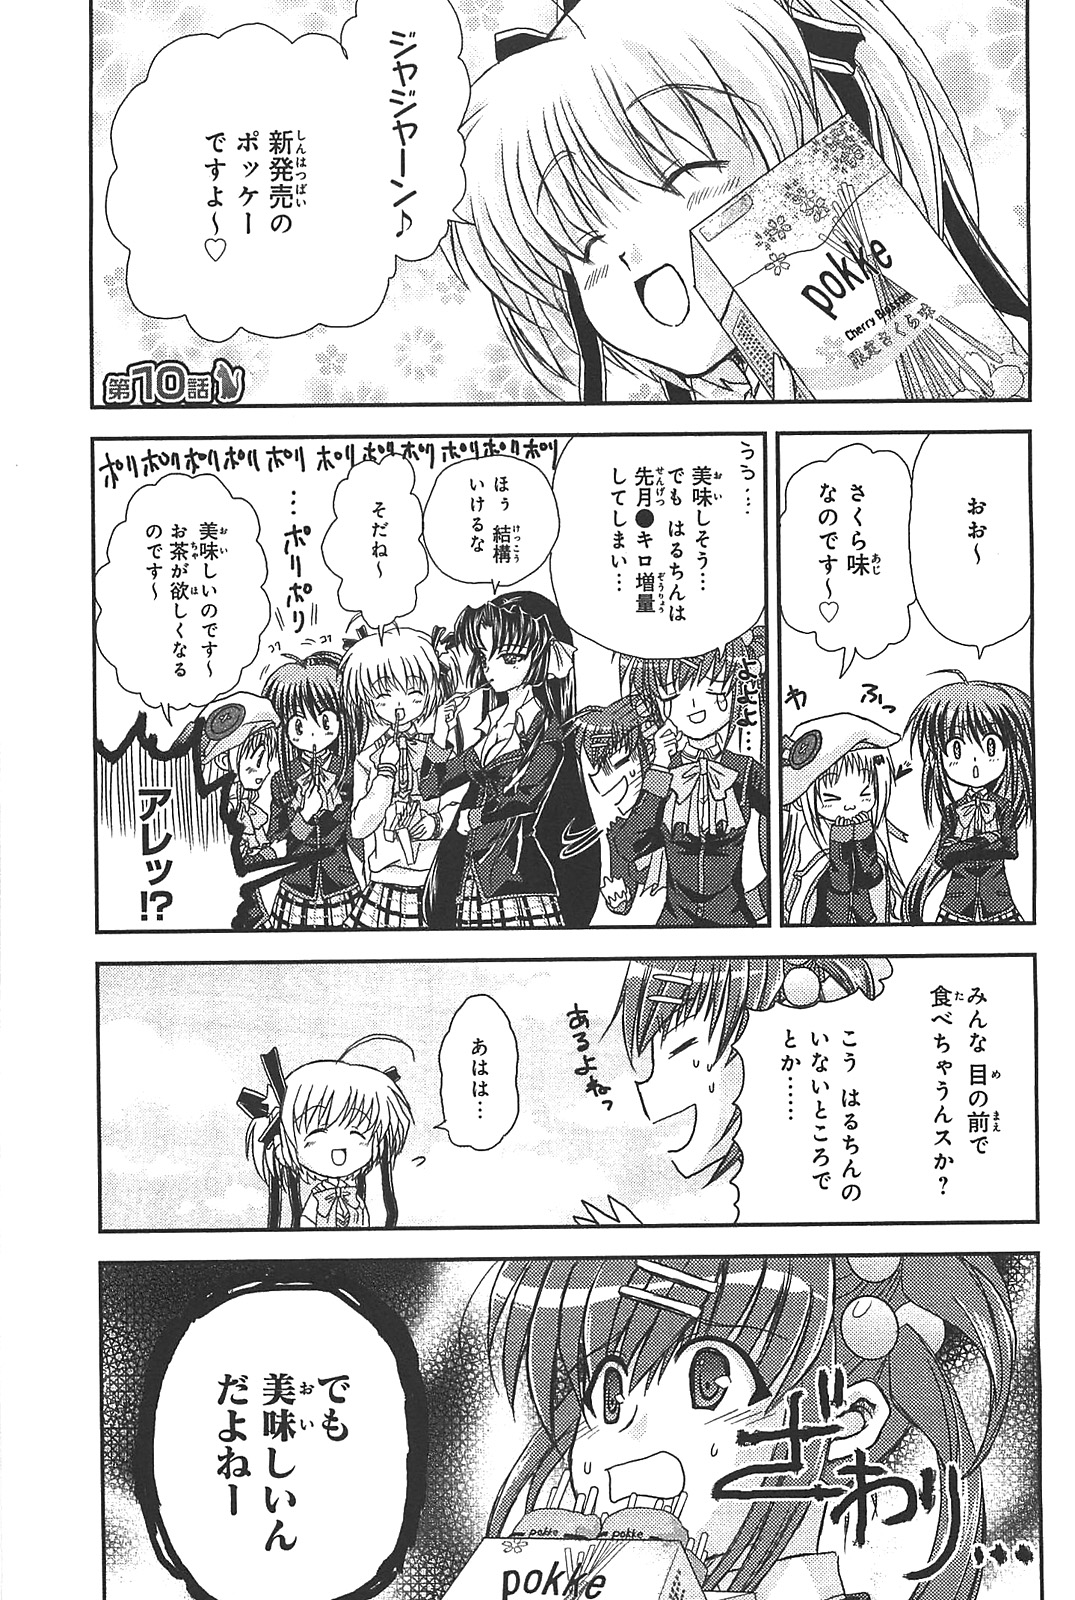 ジャジャーン♪
新発売の
ポッケー
ですよ～♡
pokke
Cherry Blossom
限定さくら味
第10話
おお～
さくら味
なのです～♡
ふっ
や
うぅ…
美味しそう…
でも はるちんは
先月●キロ増量
してしまい…
よよよよ…
ほぅ 結構
いけるな
そだね～
ポリポリポリポリポリ ポリポリポリポリポリポリ
…ポリポリ
美味しいのです～
お茶が欲しくなる
のです～
アレッ!?
みんな 目の前で
食べちゃうんスか？
こう はるちんの
いないところで
とか……
あるよねっ
あはは…
ざわり…
でも
美味しいん
だよねー
pokke
pokke
pokke